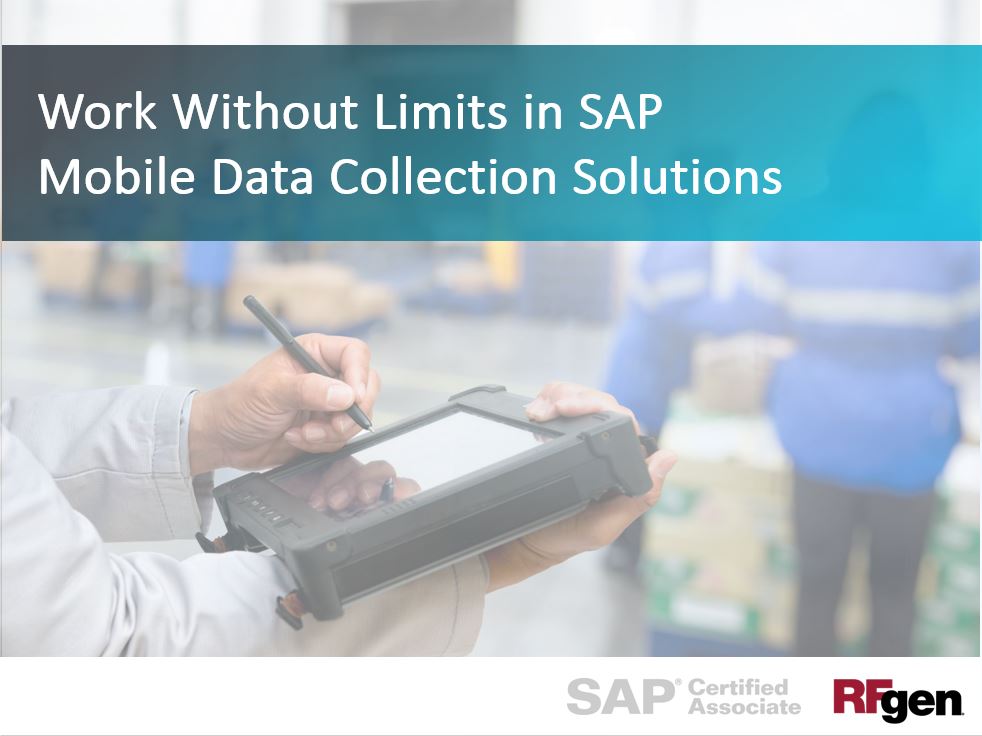 Work Without Limits in SAP
Mobile Data Collection Solutions
SAP® Certified
Associate
RFgen